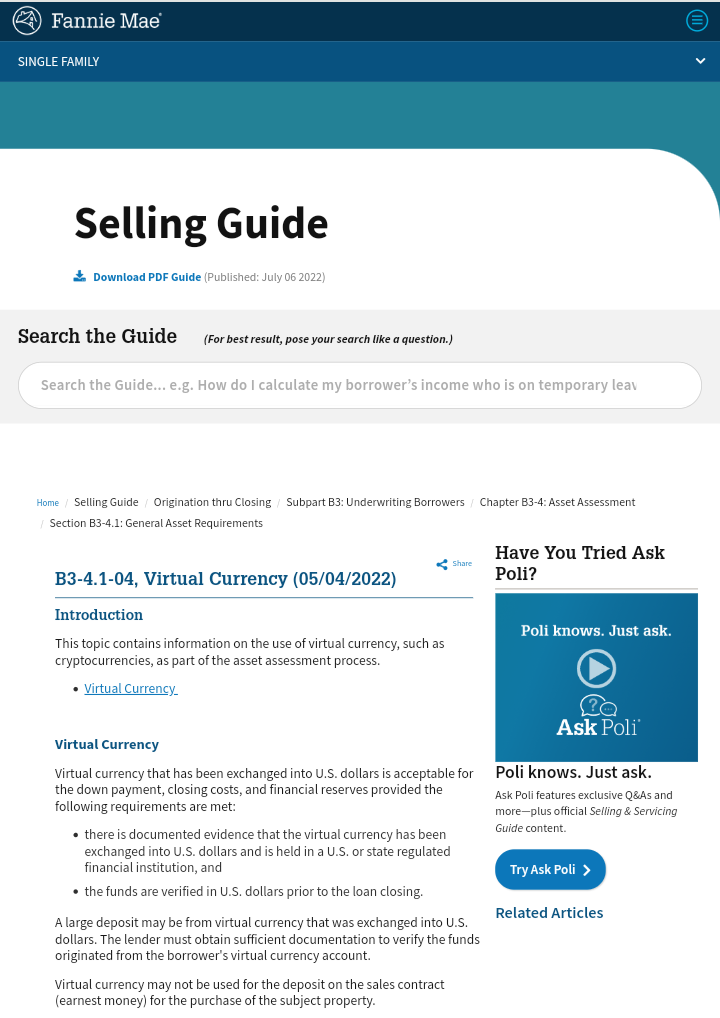 Fannie Mae®
SINGLE FAMILY
Selling Guide
Download PDF Guide (Published: July 06 2022)
Search the Guide (For best result, pose your search like a question.)
Search the Guide... e.g. How do I calculate my borrower's income who is on temporary leav
Home / Selling Guide / Origination thru Closing / Subpart B3: Underwriting Borrowers / Chapter B3-4: Asset Assessment
/ Section B3-4.1: General Asset Requirements
Share
B3-4.1-04, Virtual Currency (05/04/2022)
Introduction
This topic contains information on the use of virtual currency, such as
cryptocurrencies, as part of the asset assessment process.
• Virtual Currency
Virtual Currency
Virtual currency that has been exchanged into U.S. dollars is acceptable for
the down payment, closing costs, and financial reserves provided the
following requirements are met:
• there is documented evidence that the virtual currency has been
exchanged into U.S. dollars and is held in a U.S. or state regulated
financial institution, and
• the funds are verified in U.S. dollars prior to the loan closing.
A large deposit may be from virtual currency that was exchanged into U.S.
dollars. The lender must obtain sufficient documentation to verify the funds
originated from the borrower's virtual currency account.
Virtual currency may not be used for the deposit on the sales contract
(earnest money) for the purchase of the subject property.
Have You Tried Ask
Poli?
Poli knows. Just ask.
Ask Poli®
Poli knows. Just ask.
Ask Poli features exclusive Q&As and
more—plus official Selling & Servicing
Guide content.
Try Ask Poli
Related Articles